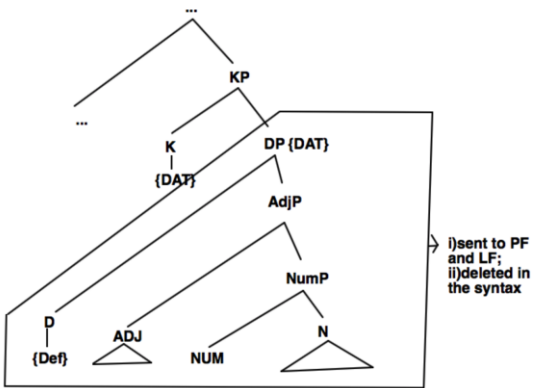 ...
KP
...
K
DP {DAT}
{DAT}
AdjP
i)sent to PF
and LF;
ii)deleted in
the syntax
NumP
D
ADJ
N
{Def}
NUM